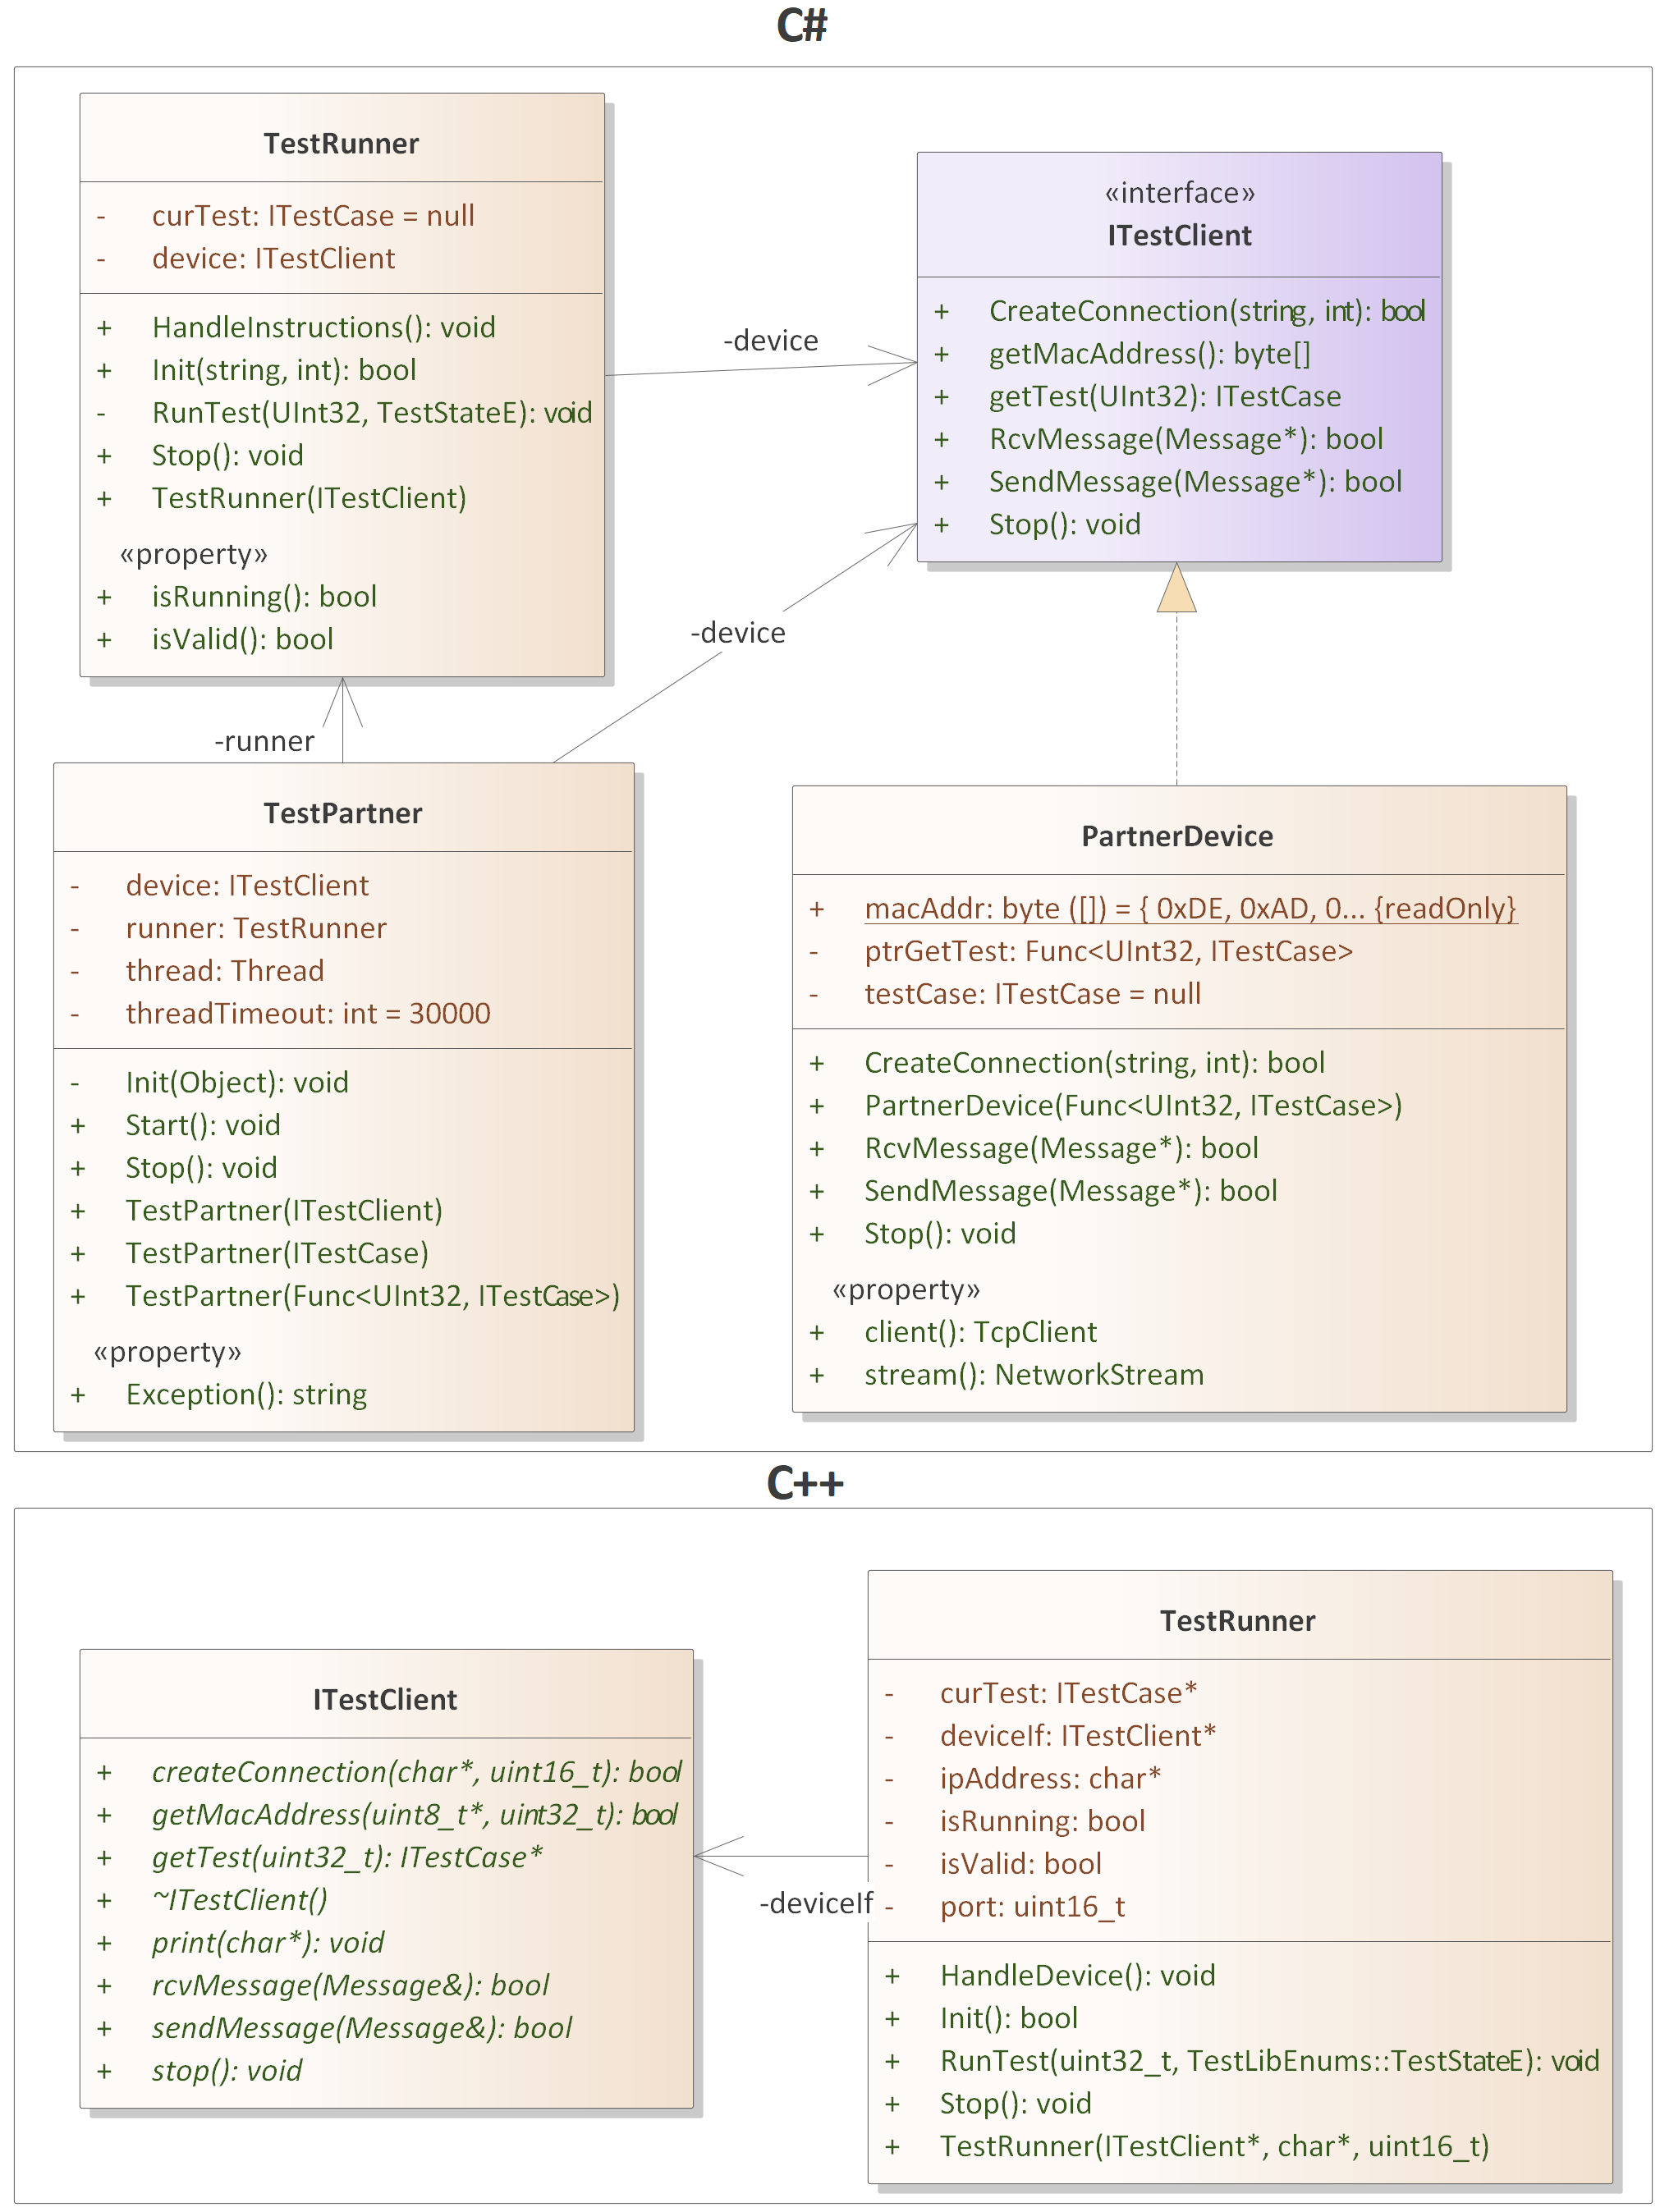 C#
TestRunner
- curTest: ITestCase = null
- device: ITestClient
+ HandleInstructions(): void
+ Init(string, int): bool
- RunTest(UInt32, TestStateE): void
+ Stop(): void
+ TestRunner(ITestClient)
«property»
+ isRunning(): bool
+ isValid(): bool
-device
«interface»
ITestClient
+ CreateConnection(string, int): bool
+ getMacAddress(): byte[]
+ getTest(UInt32): ITestCase
+ RcvMessage(Message*): bool
+ SendMessage(Message*): bool
+ Stop(): void
-device
-runner
TestPartner
- device: ITestClient
- runner: TestRunner
- thread: Thread
- threadTimeout: int = 30000
- Init(Object): void
+ Start(): void
+ Stop(): void
+ TestPartner(ITestClient)
+ TestPartner(ITestCase)
+ TestPartner(Func<UInt32, ITestCase>)
«property»
+ Exception(): string
PartnerDevice
+ macAddr: byte ([]) = { 0xDE, 0xAD, 0... {readOnly}
- ptrGetTest: Func<UInt32, ITestCase>
- testCase: ITestCase = null
+ CreateConnection(string, int): bool
+ PartnerDevice(Func<UInt32, ITestCase>)
+ RcvMessage(Message*): bool
+ SendMessage(Message*): bool
+ Stop(): void
«property»
+ client(): TcpClient
+ stream(): NetworkStream
C++
ITestClient
+ createConnection(char*, uint16_t): bool
+ getMacAddress(uint8_t*, uint32_t): bool
+ getTest(uint32_t): ITestCase*
+ ~ITestClient()
+ print(char*): void
+ rcvMessage(Message&): bool
+ sendMessage(Message&): bool
+ stop(): void
-deviceIf
TestRunner
- curTest: ITestCase*
- deviceIf: ITestClient*
- ipAddress: char*
- isRunning: bool
- isValid: bool
- port: uint16_t
+ HandleDevice(): void
+ Init(): bool
+ RunTest(uint32_t, TestLibEnums::TestStateE): void
+ Stop(): void
+ TestRunner(ITestClient*, char*, uint16_t)